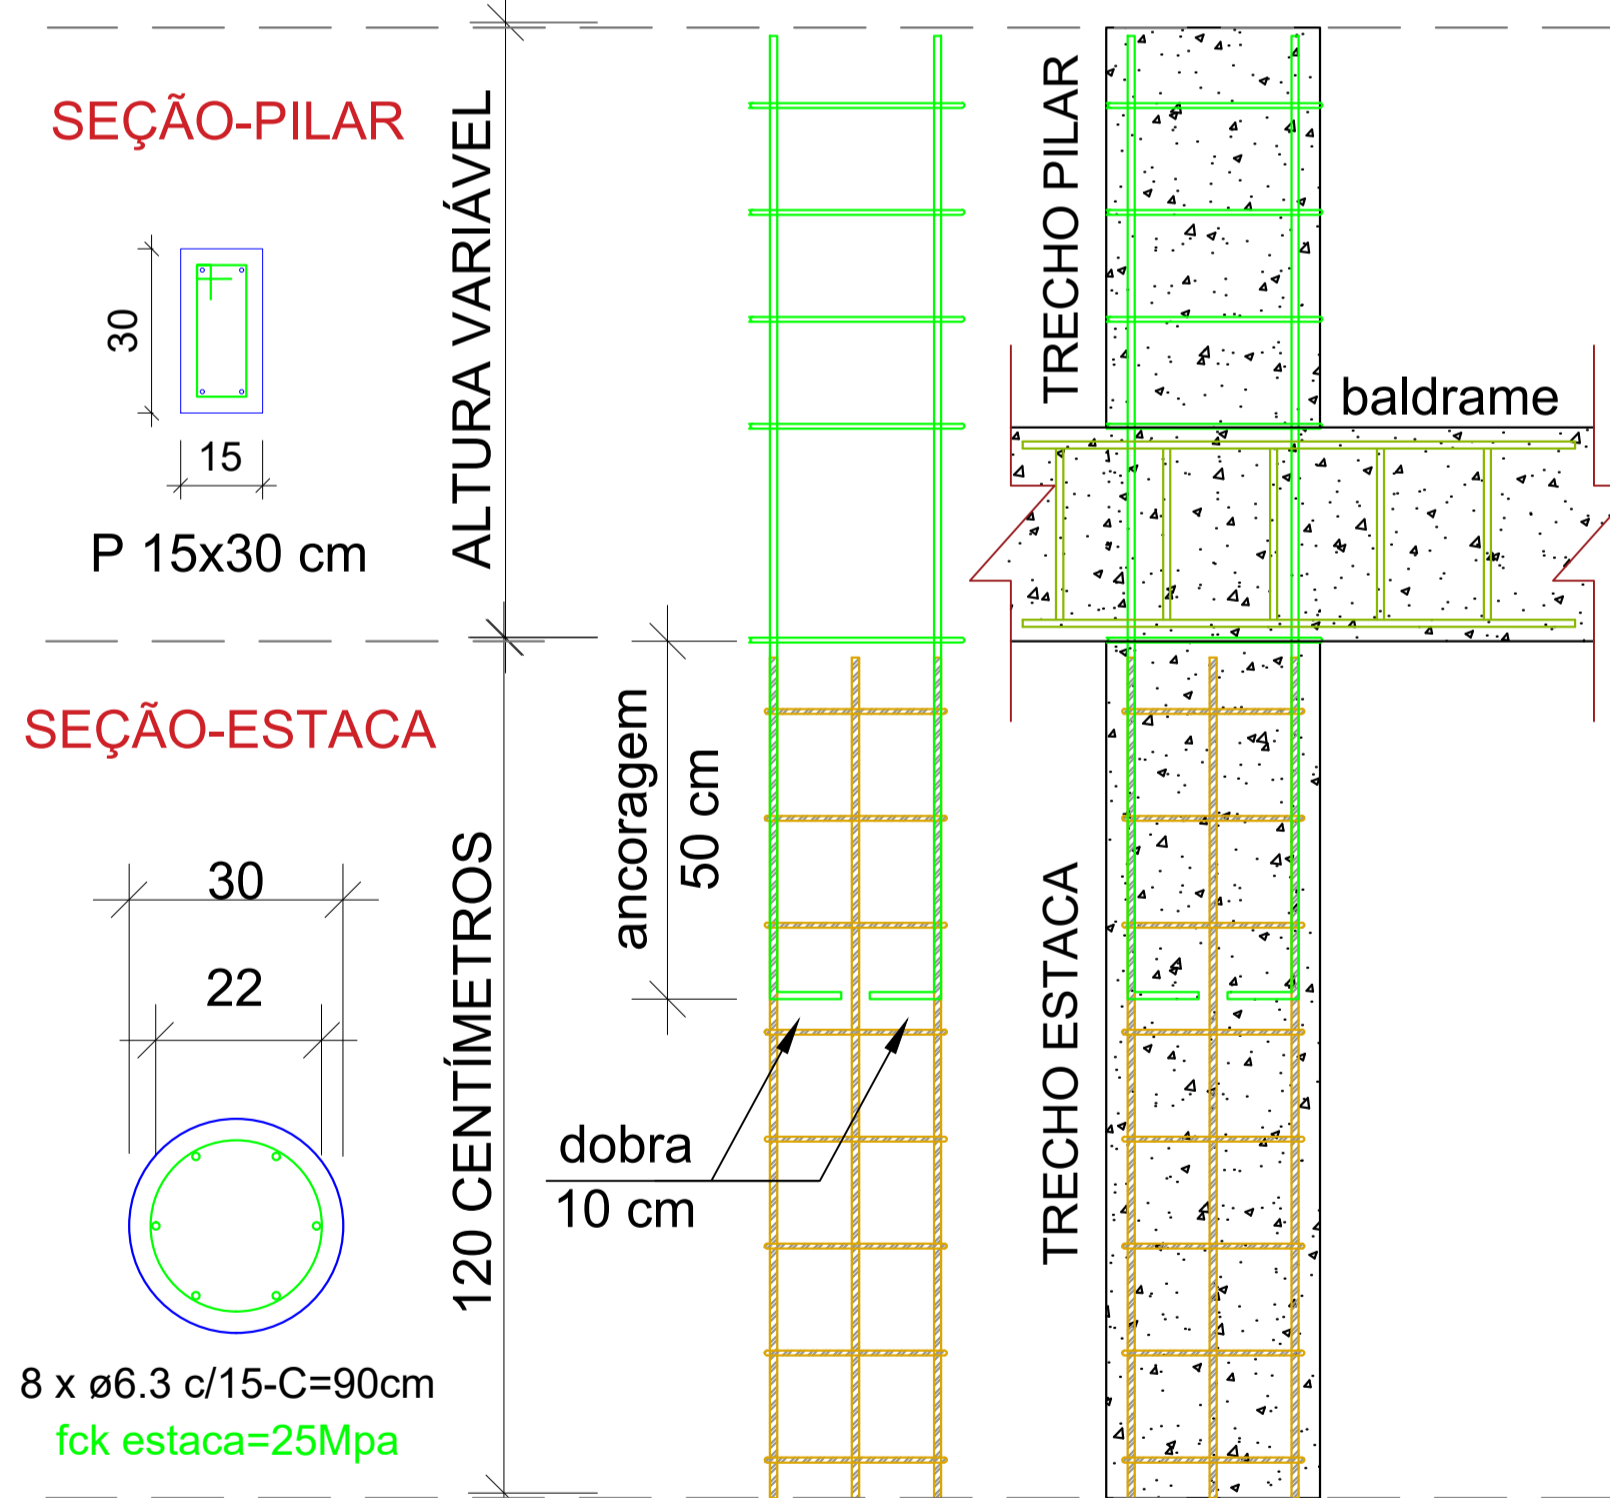 SEÇÃO-PILAR
30
15
P 15x30 cm
ALTURA VARIÁVEL
TRECHO PILAR
baldrame
SEÇÃO-ESTACA
30
22
8 x ø6.3 c/15-C=90cm
fck estaca=25Mpa
120 CENTÍMETROS
ancoragem
50 cm
dobra
10 cm
TRECHO ESTACA